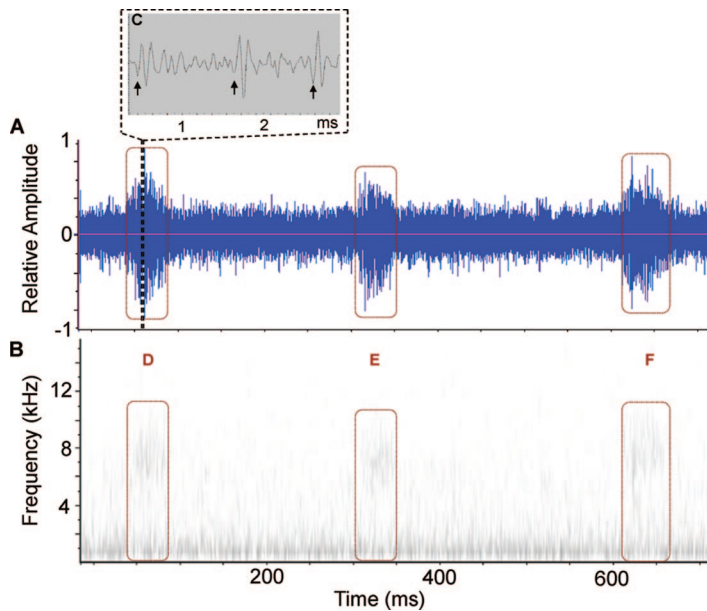 C
1 2 ms
A
1
0
-1
Relative Amplitude
B
D E F
12
8
4
Frequency (kHz)
200 400 600
Time (ms)